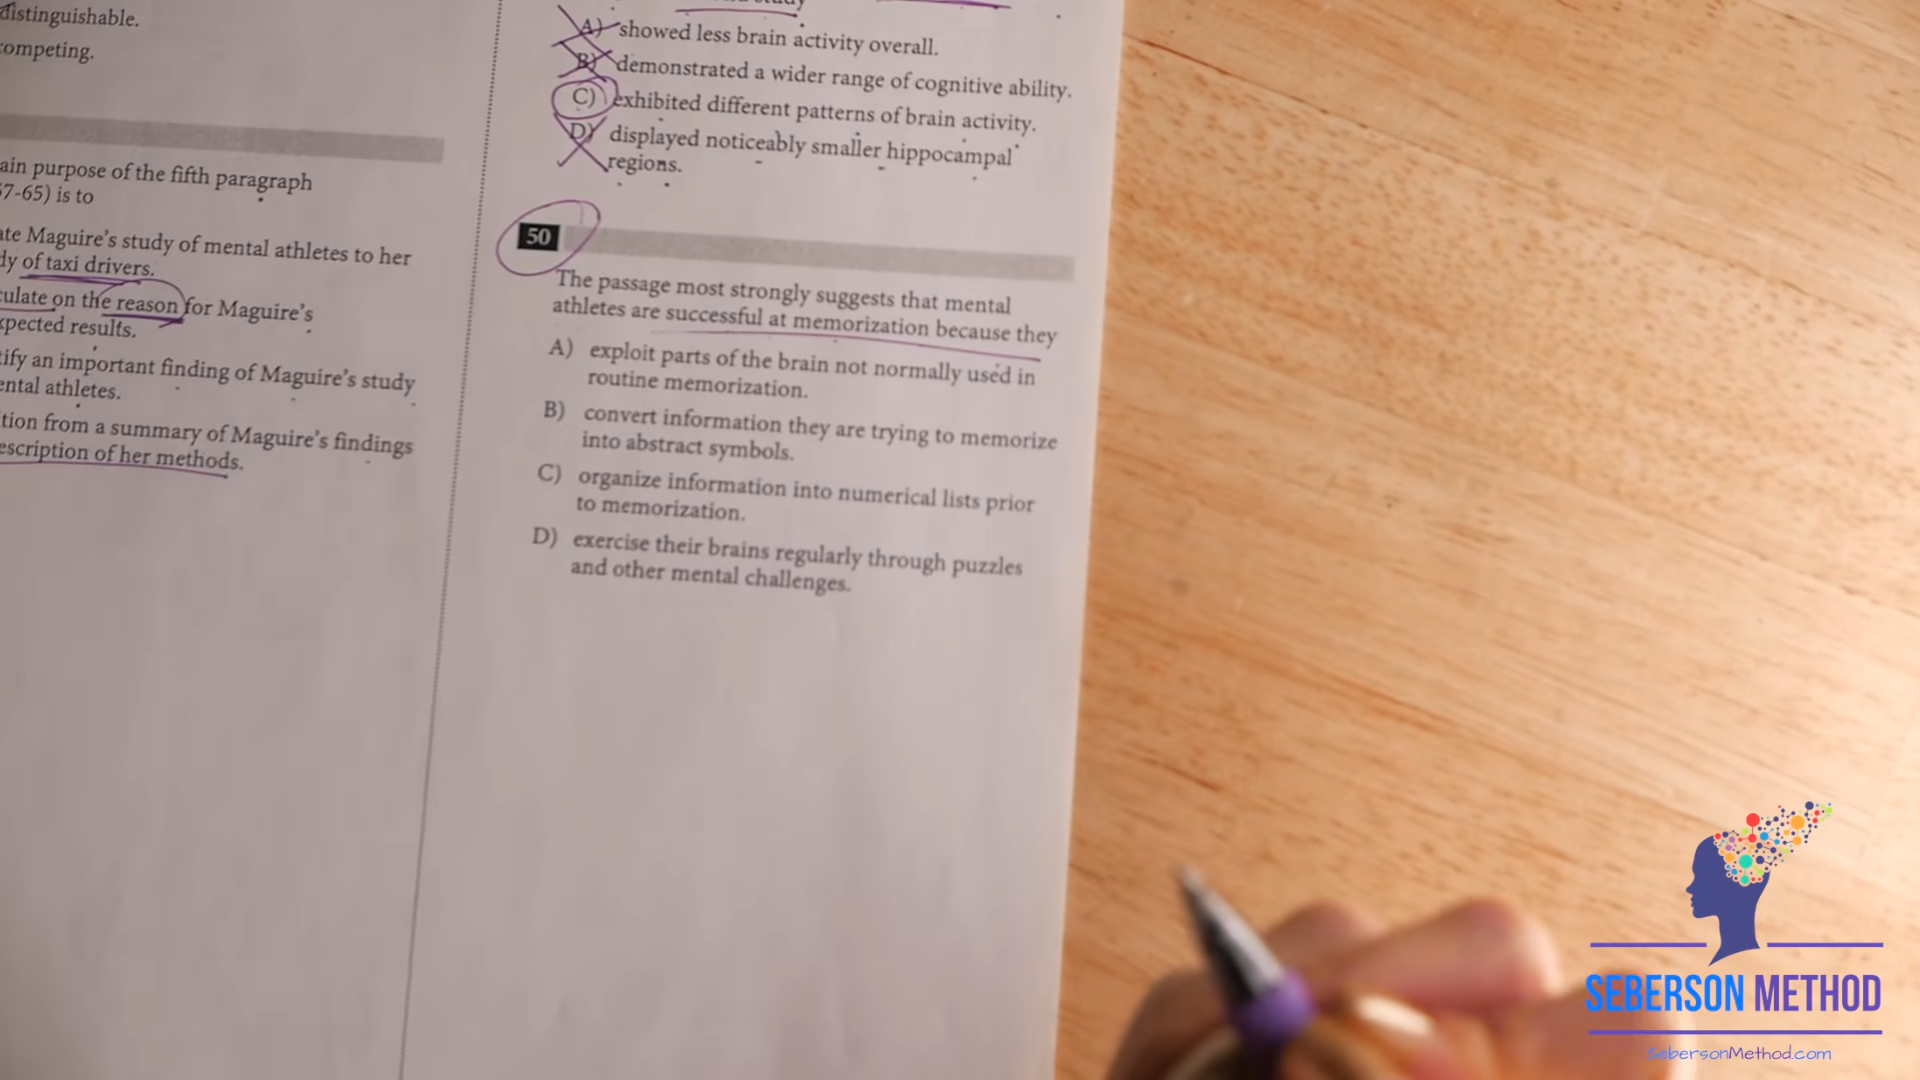 distinguishable.
competing.
ain purpose of the fifth paragraph
57-65) is to
ate Maguire's study of mental athletes to her
dy of taxi drivers.
culate on the reason for Maguire's
xpected results.
tify an important finding of Maguire's study
ental athletes.
ition from a summary of Maguire's findings
escription of her methods.
study
A) showed less brain activity overall.
B) demonstrated a wider range of cognitive ability.
C) exhibited different patterns of brain activity.
D) displayed noticeably smaller hippocampal
regions.
50
The passage most strongly suggests that mental
athletes are successful at memorization because they
A) exploit parts of the brain not normally used in
routine memorization.
B) convert information they are trying to memorize
into abstract symbols.
C) organize information into numerical lists prior
to memorization.
D) exercise their brains regularly through puzzles
and other mental challenges.
SEBERSON METHOD
SebersonMethod.com